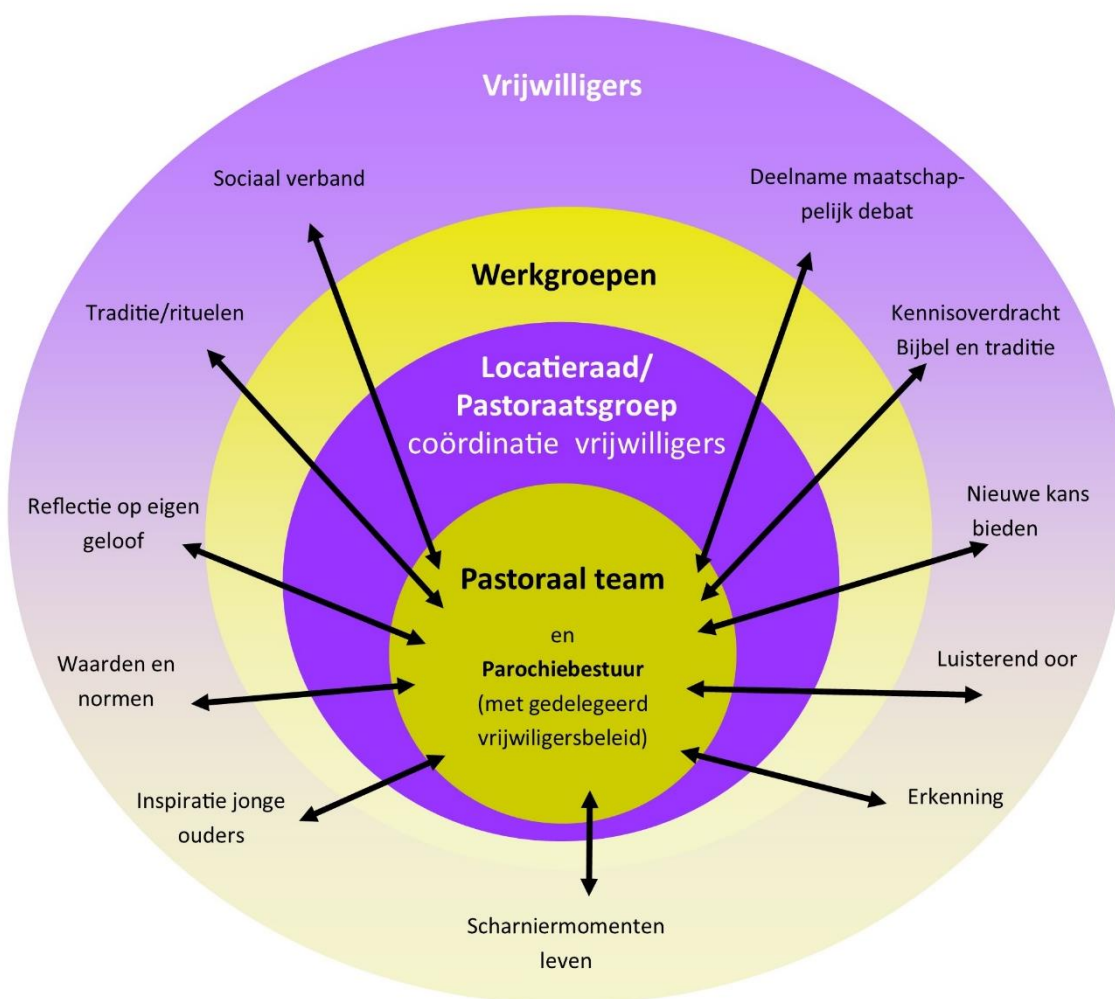 Vrijwilligers
Sociaal verband
Deelname maatschap-
pelijk debat
Werkgroepen
Traditie/rituelen
Kennisoverdracht
Bijbel en traditie
Locatieraad/
Pastoraatsgroep
coördinatie vrijwilligers
Reflectie op eigen
geloof
Nieuwe kans
bieden
Pastoraal team
en
Parochiebestuur
(met gedelegeerd
vrijwiligersbeleid)
Waarden en
normen
Luisterend oor
Inspiratie jonge
ouders
Erkenning
Scharniermomenten
leven